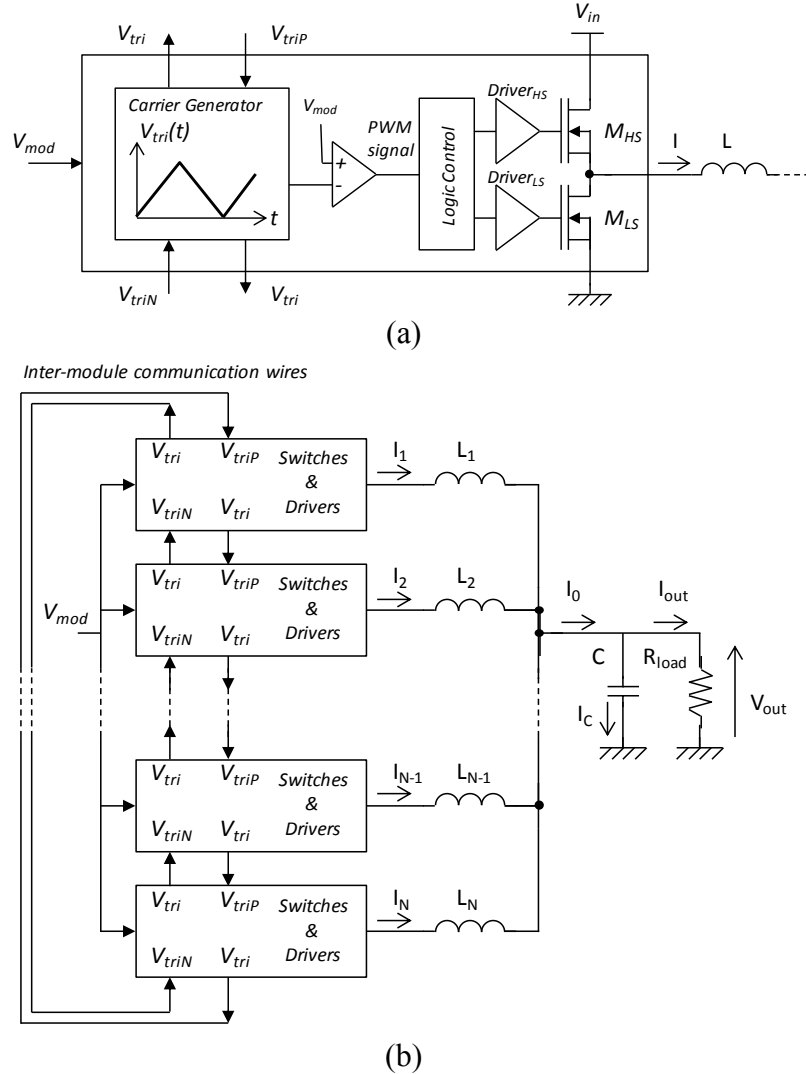 V_tri V_triP V_in
Carrier Generator Driver_HS
V_tri(t) V_mod PWM M_HS
V_mod + signal Logic Control I L
- Driver_LS
t M_LS
V_triN V_tri
(a)
Inter-module communication wires
V_tri V_triP Switches I_1 L_1
&
V_triN V_tri Drivers
V_tri V_triP Switches I_2 L_2
V_mod & I_0 I_out
V_triN V_tri Drivers
C R_load
I_C V_out
V_tri V_triP Switches I_N-1 L_N-1
&
V_triN V_tri Drivers
V_tri V_triP Switches I_N L_N
&
V_triN V_tri Drivers
(b)